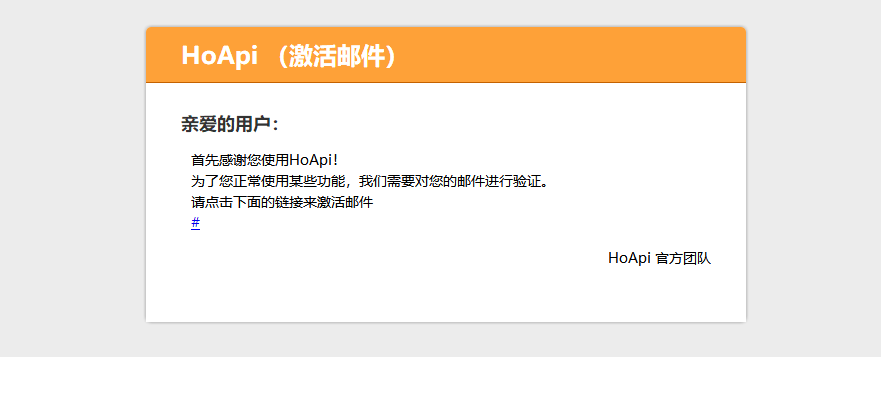 HoApi （激活邮件）
亲爱的用户：
首先感谢您使用HoApi！
为了您正常使用某些功能，我们需要对您的邮件进行验证。
请点击下面的链接来激活邮件
#
HoApi 官方团队